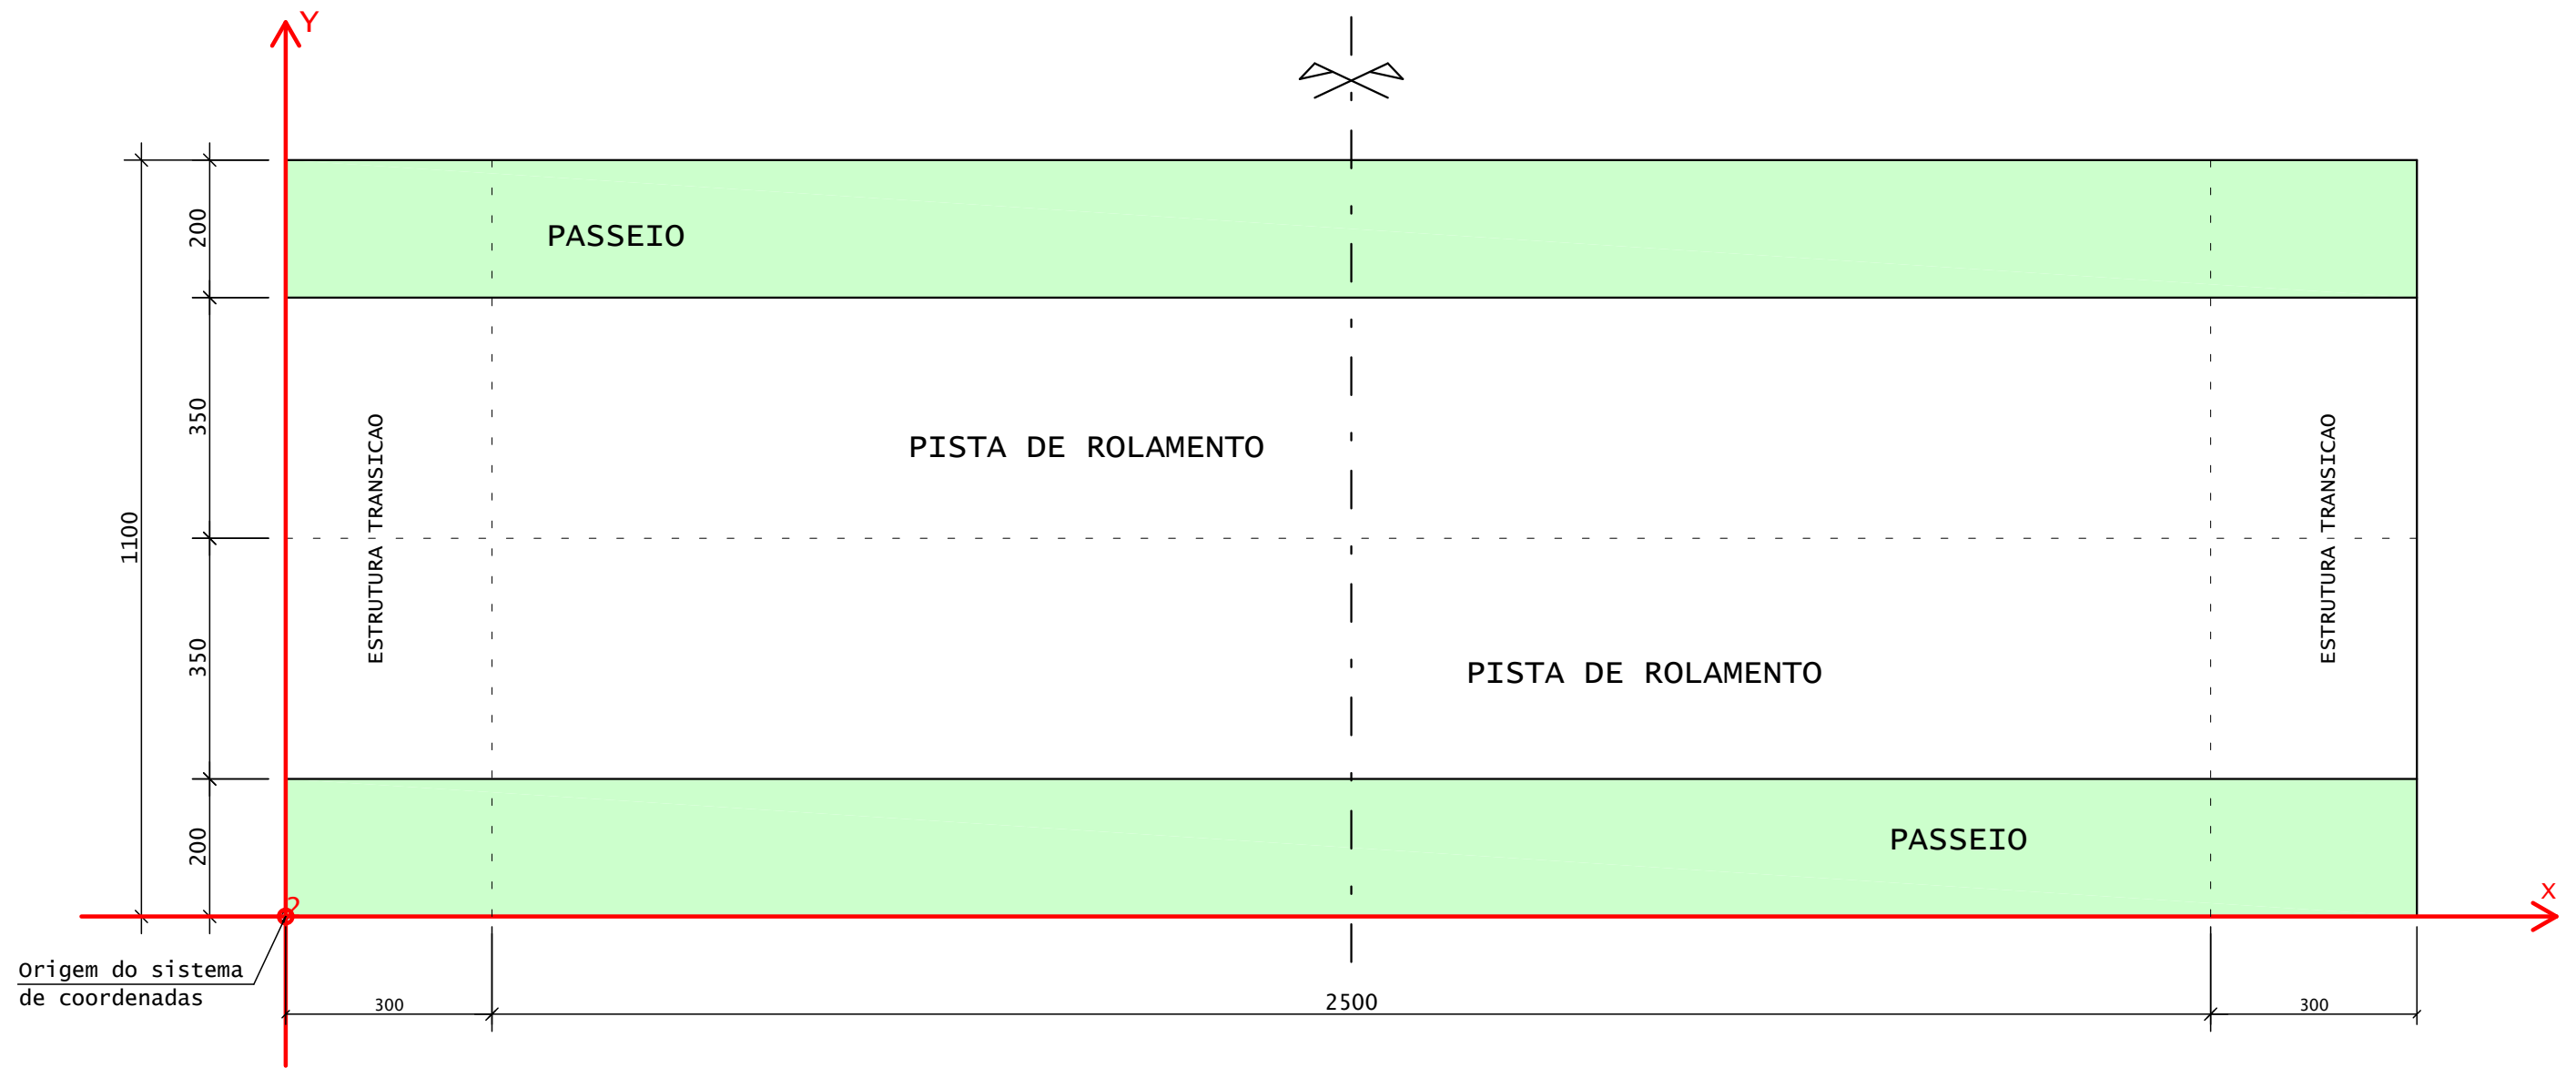 Y
200
PASSEIO
350
PISTA DE ROLAMENTO
ESTRUTURA TRANSICAO
ESTRUTURA TRANSICAO
1100
350
PISTA DE ROLAMENTO
200
PASSEIO
X
Origem do sistema
de coordenadas
300
2500
300